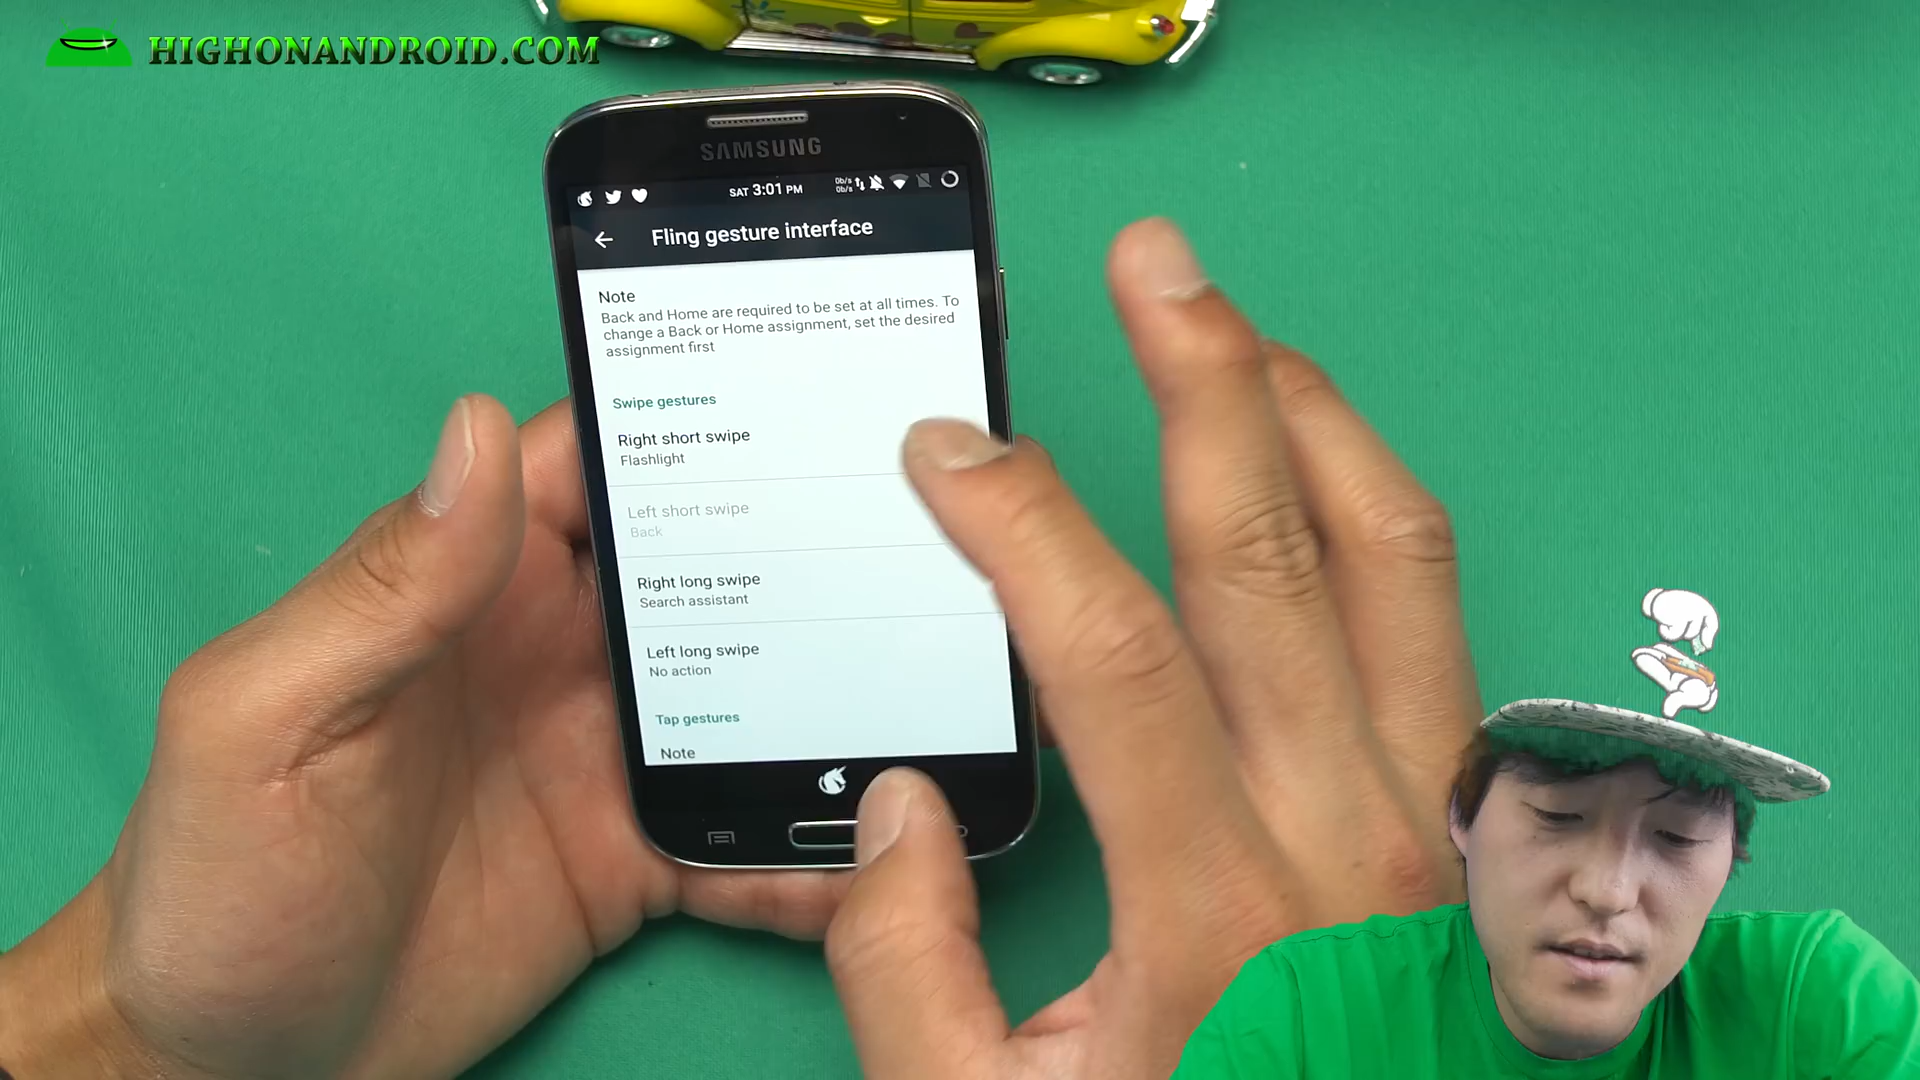 HIGHONANDROID.COM
SAMSUNG
SAT 3:01 PM
0b/s
0b/s
Fling gesture interface
Note
Back and Home are required to be set at all times. To
change a Back or Home assignment, set the desired
assignment first
Swipe gestures
Right short swipe
Flashlight
Left short swipe
Back
Right long swipe
Search assistant
Left long swipe
No action
Tap gestures
Note